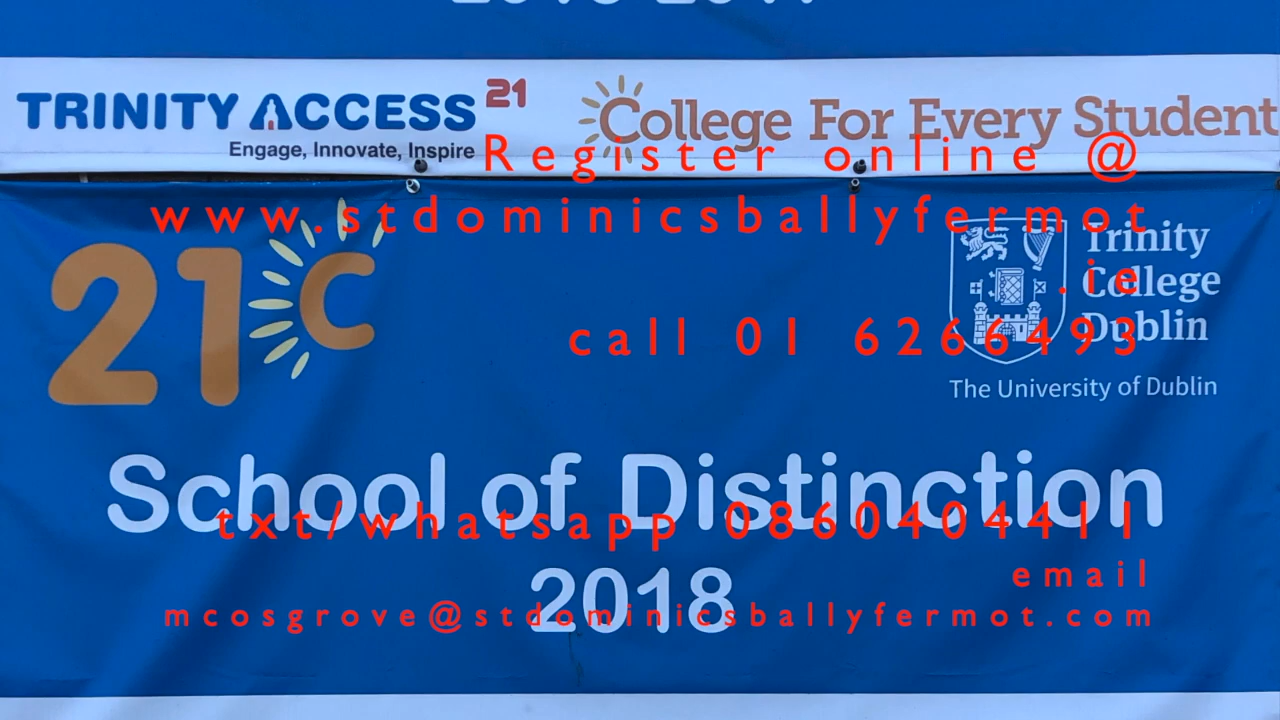 TRINITY ACCESS 21
Engage, Innovate, Inspire
College For Every Student
Register online @
www.stdominicsballyfermot
.ie
21C
Trinity
College
Dublin
The University of Dublin
call 01 6266493
School of Distinction
txt/whatsapp 0860404411
2018
email
mcosgrove@stdominicsballyfermot.com